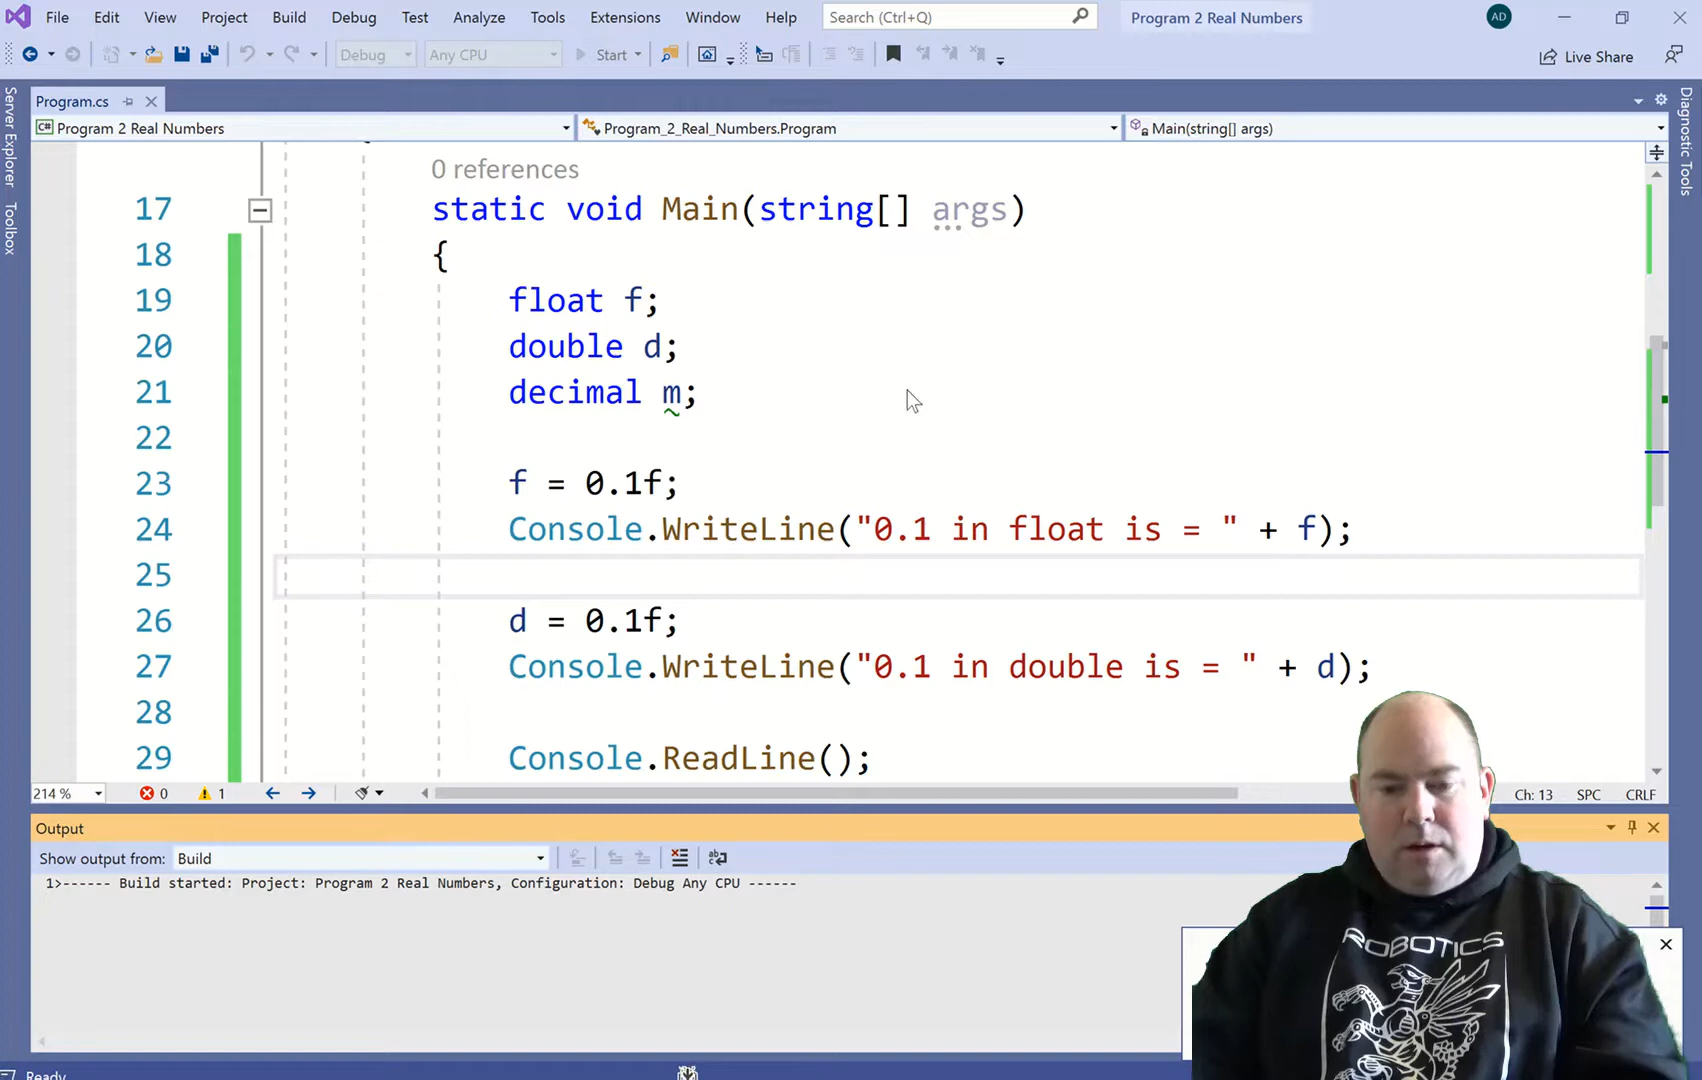 File Edit View Project Build Debug Test Analyze Tools Extensions Window Help Search (Ctrl+Q) Program 2 Real Numbers AD
Debug Any CPU Start Live Share
Server Explorer
Toolbox
Diagnostic Tools
Program.cs
C# Program 2 Real Numbers Program_2_Real_Numbers.Program Main(string[] args)
0 references
17 static void Main(string[] args)
18 {
19 float f;
20 double d;
21 decimal m;
22
23 f = 0.1f;
24 Console.WriteLine("0.1 in float is = " + f);
25
26 d = 0.1f;
27 Console.WriteLine("0.1 in double is = " + d);
28
29 Console.ReadLine();
214 % 0 1 Ch: 13 SPC CRLF
Output
Show output from: Build
1>------ Build started: Project: Program 2 Real Numbers, Configuration: Debug Any CPU ------
ROBOTICS
Ready